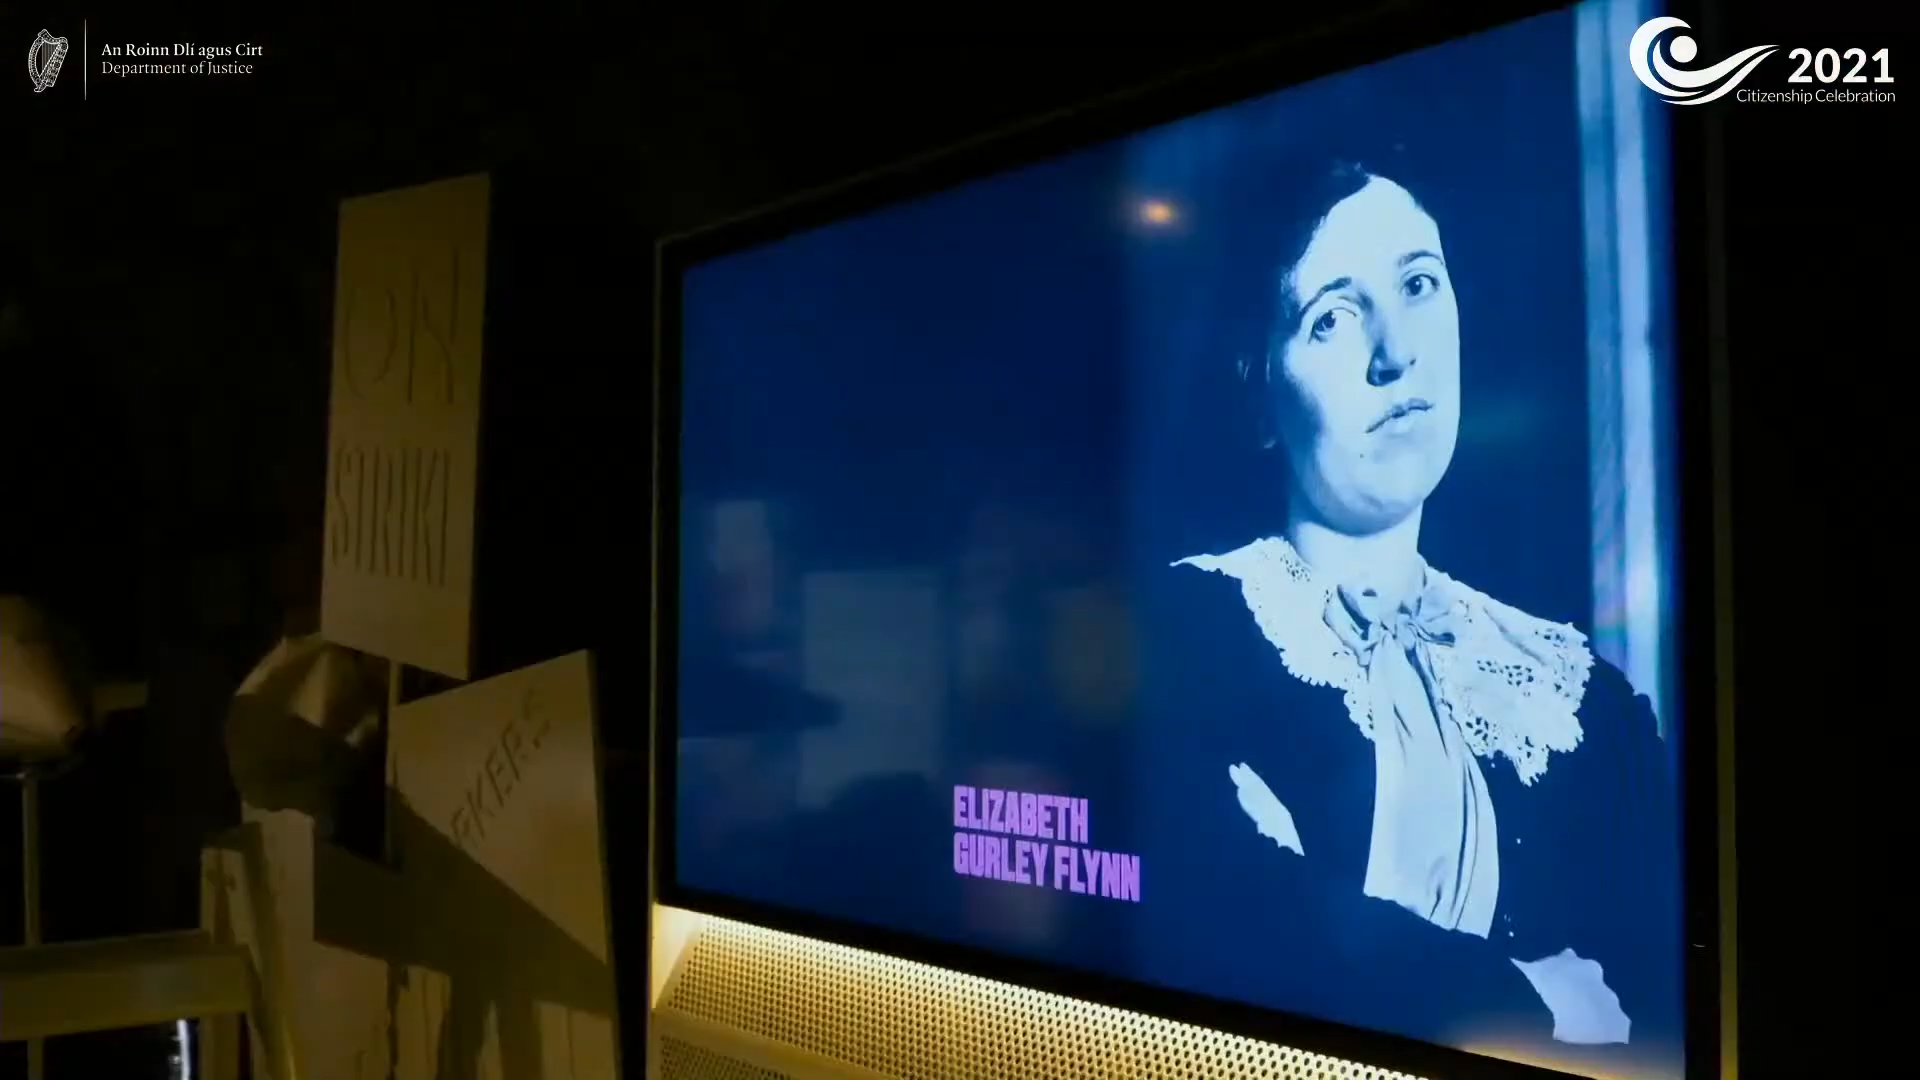 An Roinn Dlí agus Cirt
Department of Justice
2021
Citizenship Celebration
ON
STRIKE
ELIZABETH
GURLEY FLYNN